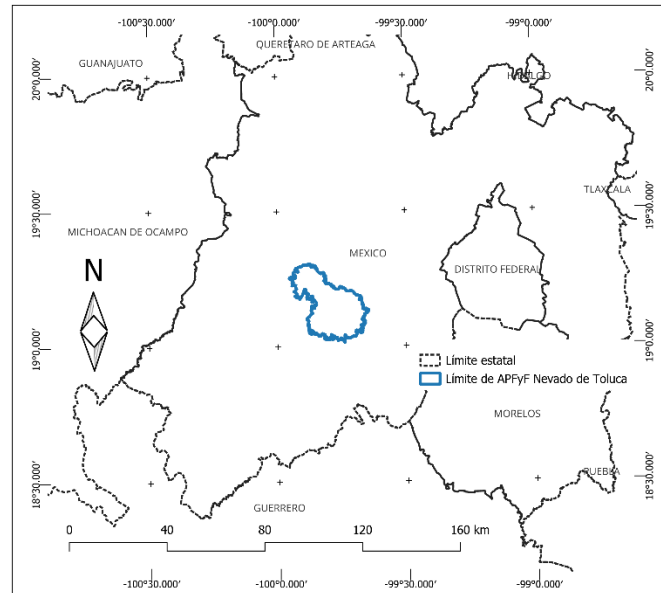 -100°30.000' -100°0.000' -99°30.000' -99°0.000'
QUERETARO DE ARTEAGA
GUANAJUATO
HIDALGO
20°0.000' 20°0.000'
TLAXCALA
19°30.000' 19°30.000'
MICHOACAN DE OCAMPO
MEXICO
N
DISTRITO FEDERAL
19°0.000' 19°0.000'
Límite estatal
Límite de APFyF Nevado de Toluca
MORELOS
PUEBLA
18°30.000' 18°30.000'
GUERRERO
0 40 80 120 160 km
-100°30.000' -100°0.000' -99°30.000' -99°0.000'